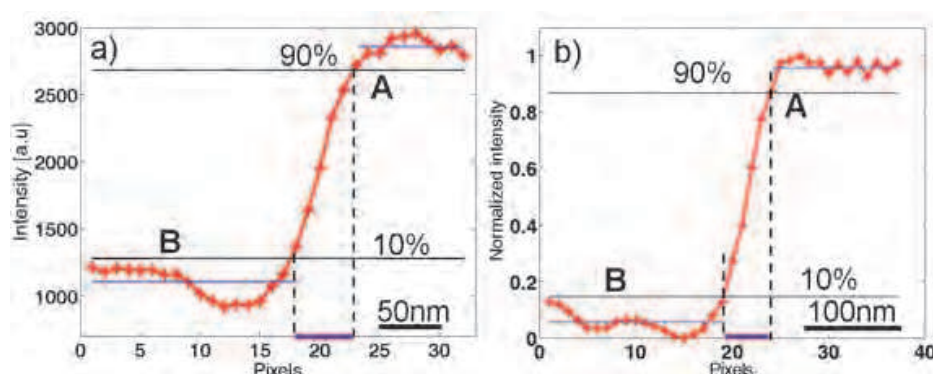 a)
Intensity [a.u]
3000
2500
2000
1500
1000
90%
A
B
10%
50nm
0 5 10 15 20 25 30
Pixels
b)
Normalized intensity
1
0.8
0.6
0.4
0.2
0
90%
A
B
10%
100nm
0 10 20 30 40
Pixels